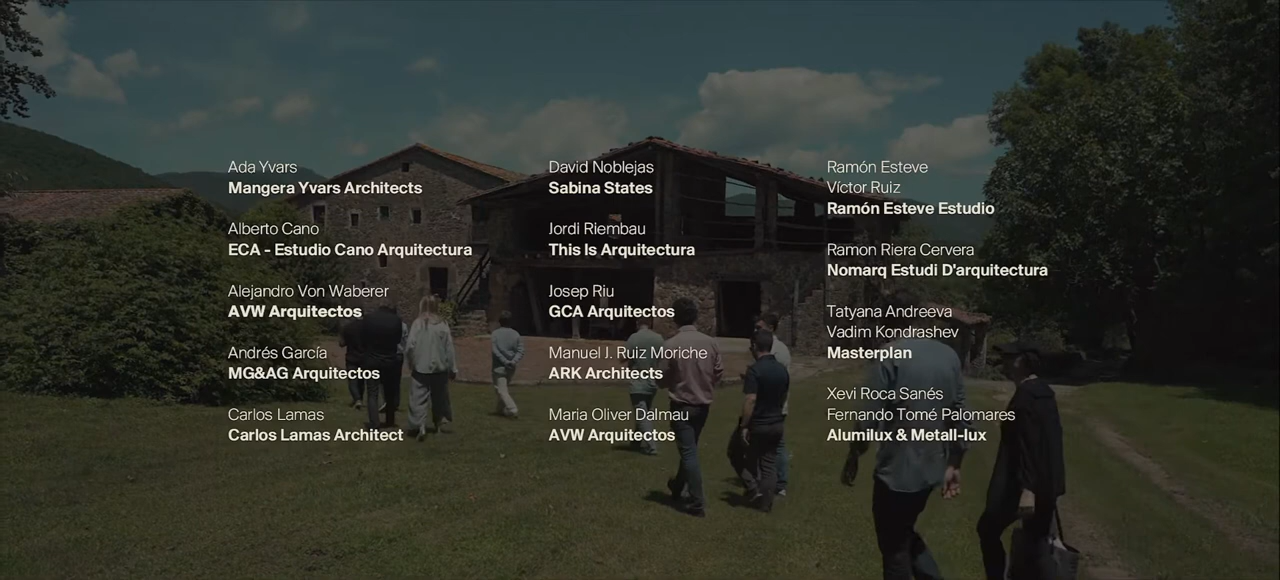 Ada Yvars
Mangera Yvars Architects
Alberto Cano
ECA - Estudio Cano Arquitectura
Alejandro Von Waberer
AVW Arquitectos
Andrés García
MG&AG Arquitectos
Carlos Lamas
Carlos Lamas Architect
David Noblejas
Sabina States
Jordi Riembau
This Is Arquitectura
Josep Riu
GCA Arquitectos
Manuel J. Ruiz Moriche
ARK Architects
Maria Oliver Dalmau
AVW Arquitectos
Ramón Esteve
Víctor Ruiz
Ramón Esteve Estudio
Ramon Riera Cervera
Nomarq Estudi D'arquitectura
Tatyana Andreeva
Vadim Kondrashev
Masterplan
Xevi Roca Sanés
Fernando Tomé Palomares
Alumilux & Metall-lux